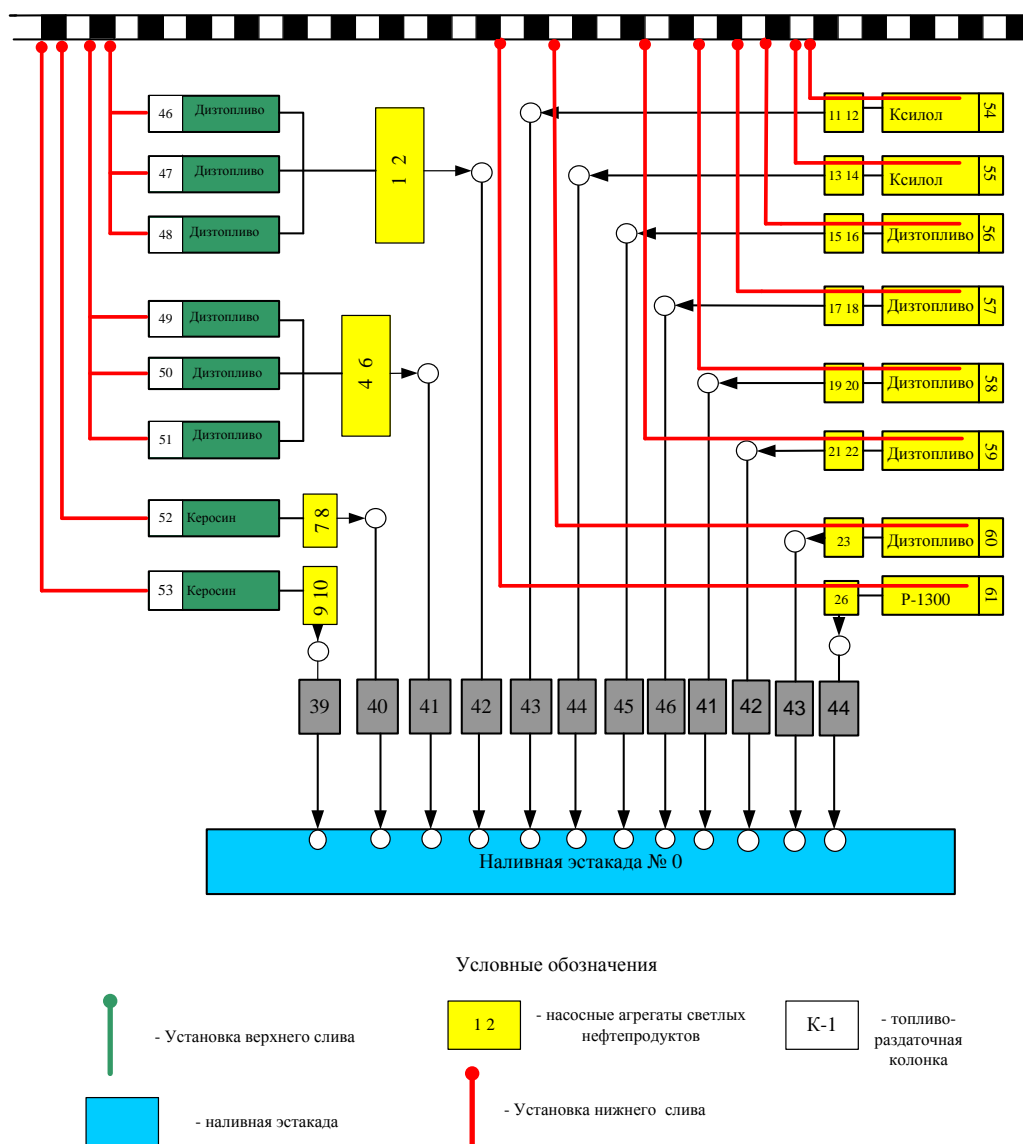 46 Дизтопливо
47 Дизтопливо
48 Дизтопливо
1 2
49 Дизтопливо
50 Дизтопливо
51 Дизтопливо
4 6
52 Керосин
7 8
53 Керосин
9 10
11 12 Ксилол 54
13 14 Ксилол 55
15 16 Дизтопливо 56
17 18 Дизтопливо 57
19 20 Дизтопливо 58
21 22 Дизтопливо 59
23 Дизтопливо 60
26 Р-1300 61
39 40 41 42 43 44 45 46 41 42 43 44
Наливная эстакада № 0
Условные обозначения
- Установка верхнего слива
1 2
- насосные агрегаты светлых
нефтепродуктов
К-1
- топливо-
раздаточная
колонка
- наливная эстакада
- Установка нижнего слива